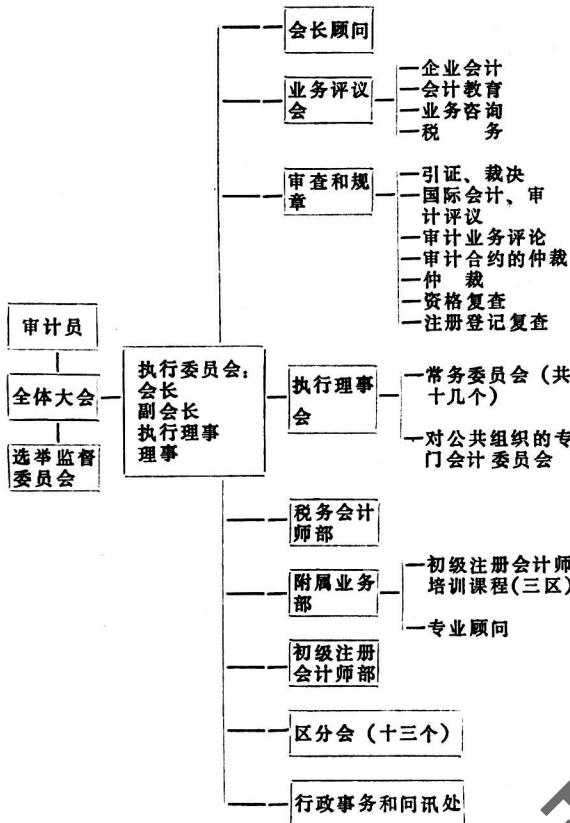 会长顾问
业务评议
会
企业会计
会计教育
业务咨询
税 务
审查和规
章
引证、裁决
国际会计、审
计评议
审计业务评论
审计合约的仲裁
仲 裁
资格复查
注册登记复查
审计员
全体大会
选举监督
委员会
执行委员会：
会长
副会长
执行理事
理事
执行理事
会
常务委员会（共
十几个）
对公共组织的专
门会计委员会
税务会计
师部
附属业务
部
初级注册会计师
培训课程(三区)
专业顾问
初级注册
会计师部
区分会（十三个）
行政事务和问讯处